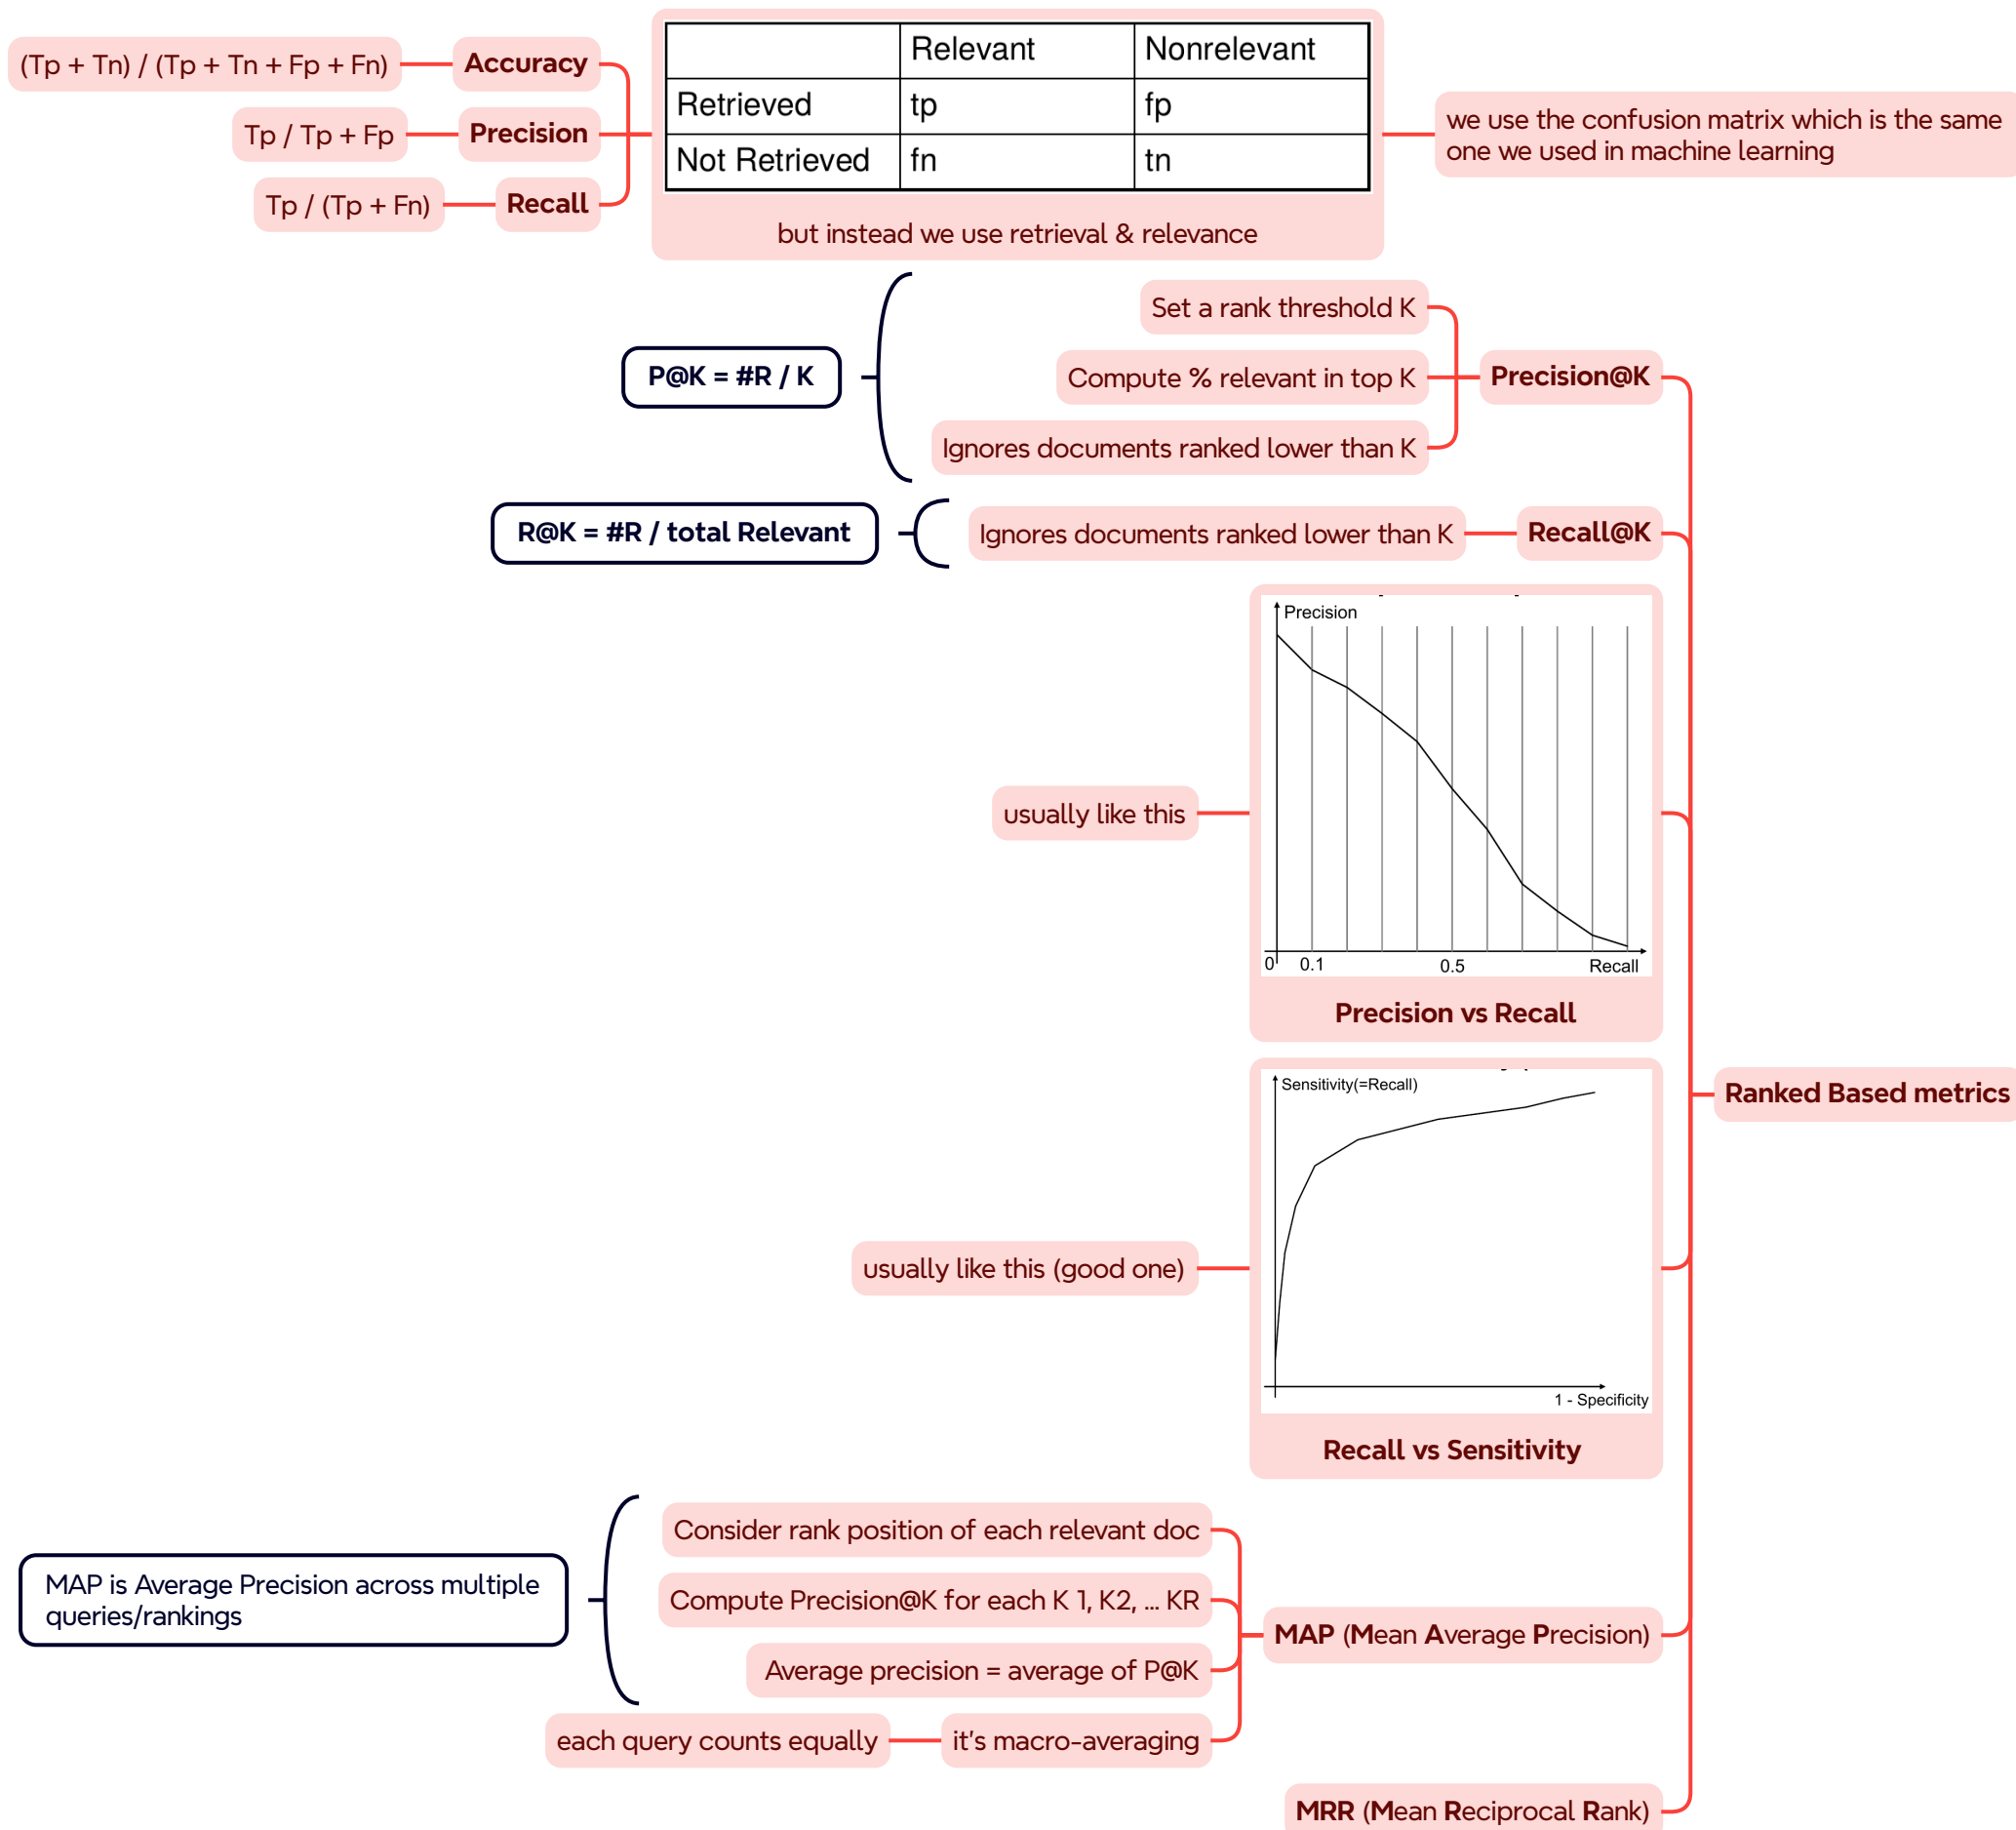 (Tp + Tn) / (Tp + Tn + Fp + Fn)
Accuracy
Tp / Tp + Fp
Precision
Tp / (Tp + Fn)
Recall
Relevant Nonrelevant
Retrieved tp fp
Not Retrieved fn tn
but instead we use retrieval & relevance
we use the confusion matrix which is the same
one we used in machine learning
P@K = #R / K
Set a rank threshold K
Compute % relevant in top K
Ignores documents ranked lower than K
Precision@K
R@K = #R / total Relevant
Ignores documents ranked lower than K
Recall@K
usually like this
Precision
0 0.1 0.5 Recall
Precision vs Recall
Ranked Based metrics
usually like this (good one)
Sensitivity(=Recall)
1 - Specificity
Recall vs Sensitivity
MAP is Average Precision across multiple
queries/rankings
Consider rank position of each relevant doc
Compute Precision@K for each K 1, K2, ... KR
Average precision = average of P@K
each query counts equally
it's macro-averaging
MAP (Mean Average Precision)
MRR (Mean Reciprocal Rank)